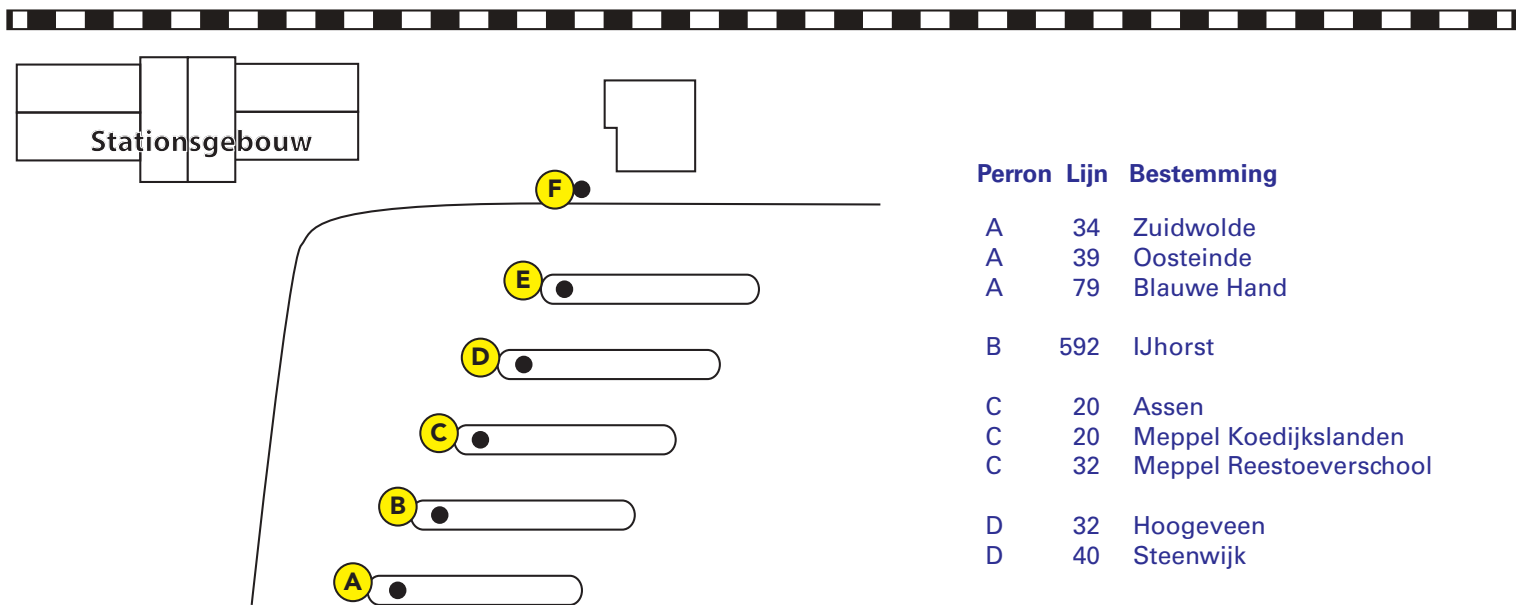 Stationsgebouw
F
E
D
C
B
A
Perron Lijn Bestemming
A 34 Zuidwolde
A 39 Oosteinde
A 79 Blauwe Hand
B 592 IJhorst
C 20 Assen
C 20 Meppel Koedijkslanden
C 32 Meppel Reestoeverschool
D 32 Hoogeveen
D 40 Steenwijk